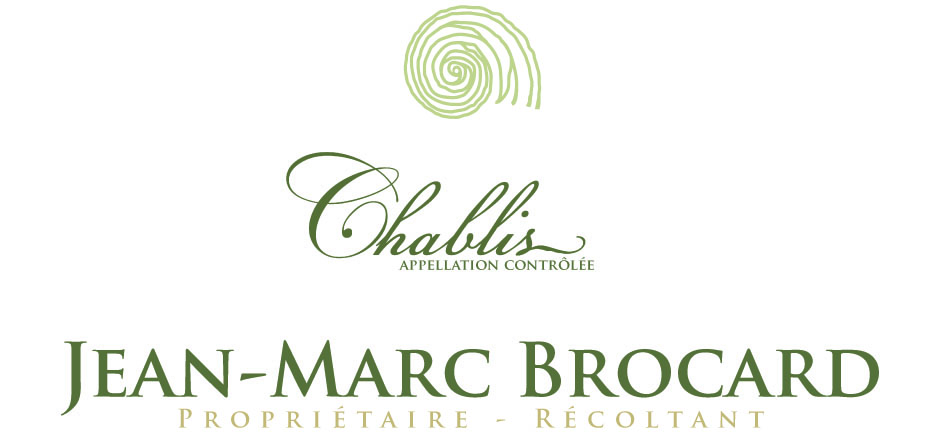 Chablis
APPELLATION CONTRÔLÉE
JEAN-MARC BROCARD
PROPRIÉTAIRE - RÉCOLTANT